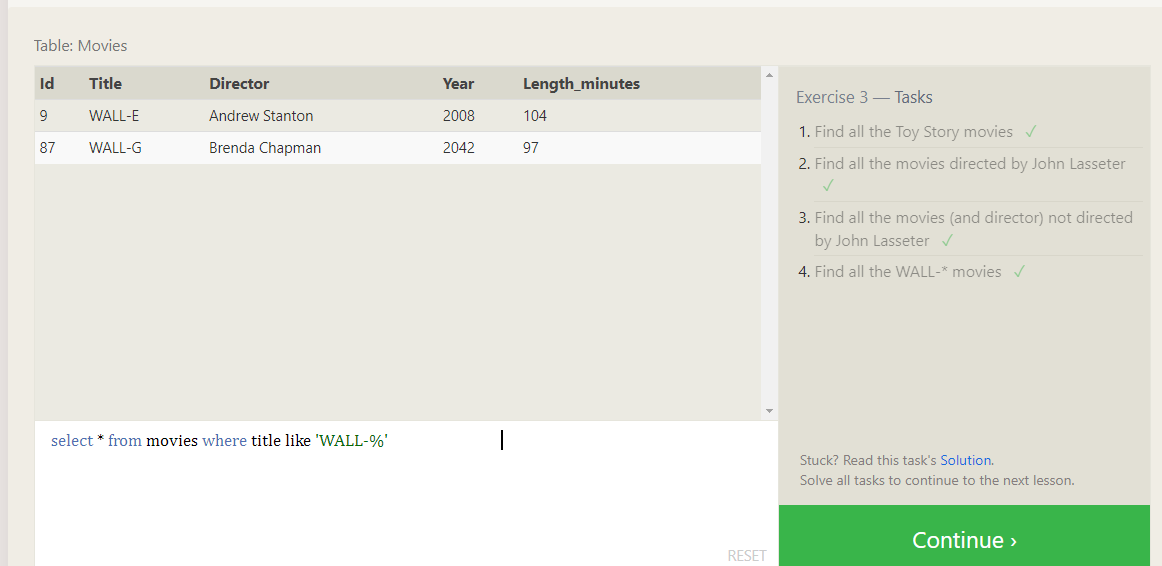 Table: Movies
Id Title Director Year Length_minutes
9 WALL-E Andrew Stanton 2008 104
87 WALL-G Brenda Chapman 2042 97
select * from movies where title like 'WALL-%'
RESET
Exercise 3 — Tasks
1. Find all the Toy Story movies ✓
2. Find all the movies directed by John Lasseter
✓
3. Find all the movies (and director) not directed
by John Lasseter ✓
4. Find all the WALL-* movies ✓
Stuck? Read this task's Solution.
Solve all tasks to continue to the next lesson.
Continue ›